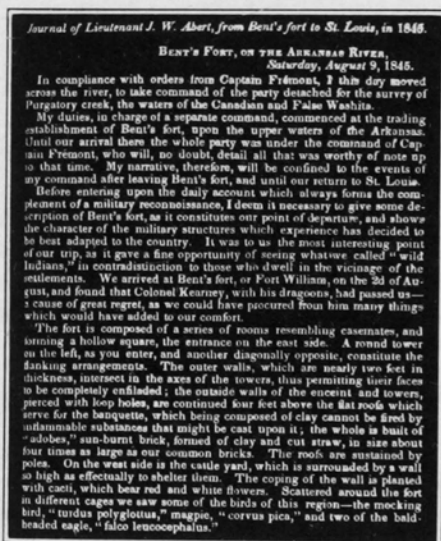 Journal of Lieutenant J. W. Abert, from Bent's fort to St. Louis, in 1845.
BENT'S FORT, ON THE ARKANSAS RIVER,
Saturday, August 9, 1845.
In compliance with orders from Captain Frémont, I this day moved
across the river, to take command of the party detached for the survey of
Purgatory creek, the waters of the Canadian and False Washita.
My duties, in charge of a separate command, commenced at the trading
establishment of Bent's fort, upon the upper waters of the Arkansas.
Until our arrival there the whole party was under the command of Cap-
tain Frémont, who will, no doubt, detail all that was worthy of note up
to that time. My narrative, therefore, will be confined to the events of
my command after leaving Bent's fort, and until our return to St. Louis.
Before entering upon the daily account which always forms the com-
plement of a military reconnoissance, I deem it necessary to give some de-
scription of Bent's fort, as it constitutes our point of departure, and shows
the character of the military structures which experience has decided to
be best adapted to the country. It was to us the most interesting point
of our trip, as it gave a fine opportunity of seeing what we called "wild
Indians," in contradistinction to those who dwell in the vicinage of the
settlements. We arrived at Bent's fort, or Fort William, on the 2d of Au-
gust, and found that Colonel Kearney, with his dragoons, had passed us—
a cause of great regret, as we could have procured from him many things
which would have added to our comfort.
The fort is composed of a series of rooms resembling casemates, and
forming a hollow square, the entrance on the east side. A round tower
on the left, as you enter, and another diagonally opposite, constitute the
flanking arrangements. The outer walls, which are nearly two feet in
thickness, intersect in the axes of the towers, thus permitting their faces
to be completely enfiladed; the outside walls of the enceint and towers,
pierced with loop holes, are continued four feet above the flat roofs which
serve for the banquette, which being composed of clay cannot be fired by
inflammable substances that might be cast upon it; the whole is built of
"adobes," sun-burnt brick, formed of clay and cut straw, in size about
four times as large as our common bricks. The roofs are sustained by
poles. On the west side is the cattle yard, which is surrounded by a wall
so high as effectually to shelter them. The coping of the wall is planted
with cacti, which bear red and white flowers. Scattered around the fort
in different cages we saw some of the birds of this region—the mocking
bird, "turdus polyglottus," magpie, "corvus pica," and two of the bald-
headed eagle, "falco leucocephalus."